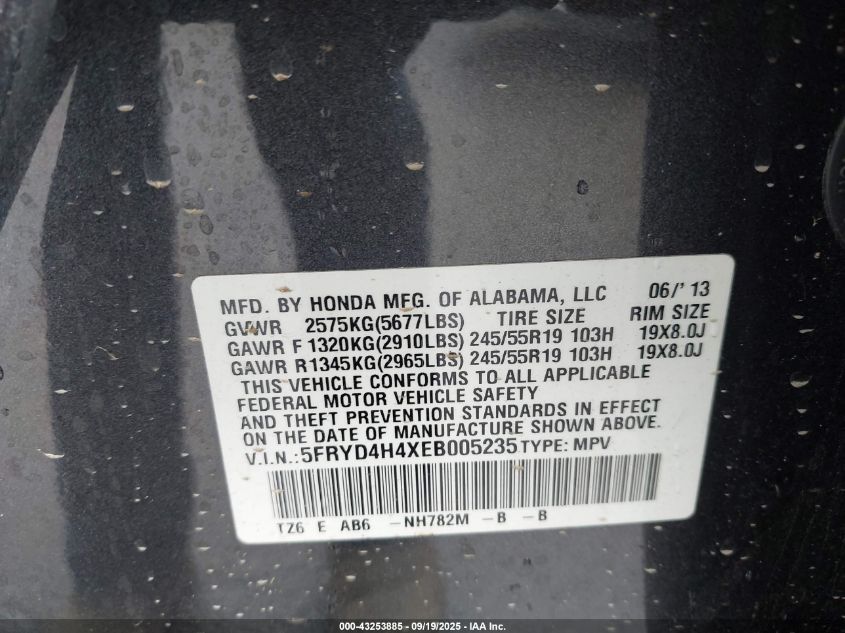 MFD. BY HONDA MFG. OF ALABAMA, LLC 06/'13
GVWR 2575KG(5677LBS) TIRE SIZE RIM SIZE
GAWR F 1320KG(2910LBS) 245/55R19 103H 19X8.0J
GAWR R 1345KG(2965LBS) 245/55R19 103H 19X8.0J
THIS VEHICLE CONFORMS TO ALL APPLICABLE
FEDERAL MOTOR VEHICLE SAFETY
AND THEFT PREVENTION STANDARDS IN EFFECT
ON THE DATE OF MANUFACTURE SHOWN ABOVE.
V.I.N.: 5FRYD4H4XEB005235 TYPE: MPV
TZ6 E AB6 -NH782M -B -B
000-43253885 - 09/19/2025 - IAA Inc.